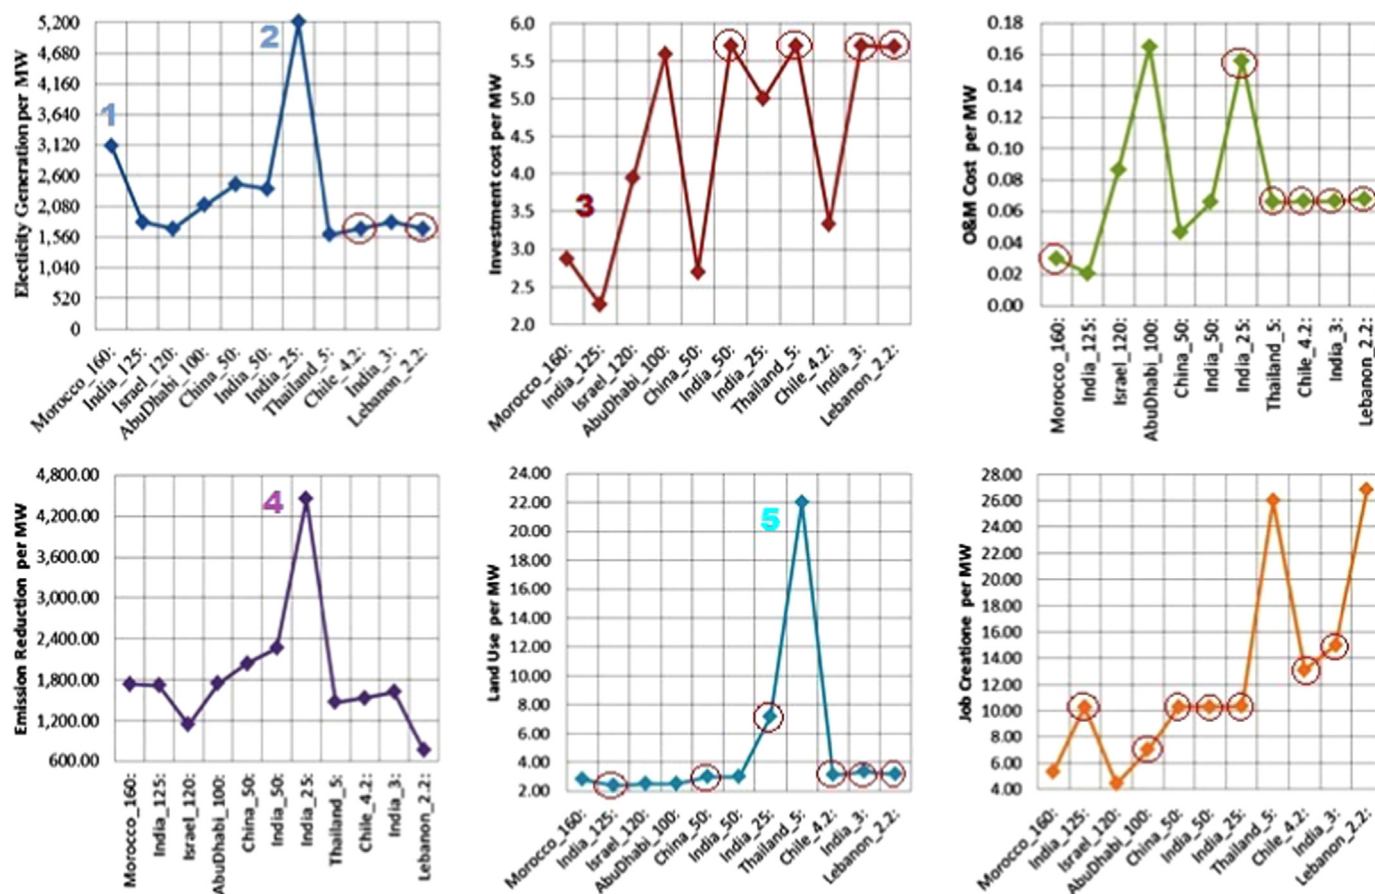 Electicity Generation per MW
5,200
4,680
4,160
3,640
3,120
2,600
2,080
1,560
1,040
520
0
1
2
Morocco_160:
India_125:
Israel_120:
AbuDhabi_100:
China_50:
India_50:
India_25:
Thailand_5:
Chile_4.2:
India_3:
Lebanon_2.2:
Investment cost per MW
6.0
5.5
5.0
4.5
4.0
3.5
3.0
2.5
2.0
3
Morocco_160:
India_125:
Israel_120:
AbuDhabi_100:
China_50:
India_50:
India_25:
Thailand_5:
Chile_4.2:
India_3:
Lebanon_2.2:
O&M Cost per MW
0.18
0.16
0.14
0.12
0.10
0.08
0.06
0.04
0.02
0.00
Morocco_160:
India_125:
Israel_120:
AbuDhabi_100:
China_50:
India_50:
India_25:
Thailand_5:
Chile_4.2:
India_3:
Lebanon_2.2:
Emission Reduction per MW
4,800.00
4,200.00
3,600.00
3,000.00
2,400.00
1,800.00
1,200.00
600.00
4
Morocco_160:
India_125:
Israel_120:
AbuDhabi_100:
China_50:
India_50:
India_25:
Thailand_5:
Chile_4.2:
India_3:
Lebanon_2.2:
Land Use per MW
24.00
22.00
20.00
18.00
16.00
14.00
12.00
10.00
8.00
6.00
4.00
2.00
5
Morocco_160:
India_125:
Israel_120:
AbuDhabi_100:
China_50:
India_50:
India_25:
Thailand_5:
Chile_4.2:
India_3:
Lebanon_2.2:
Job Creatione per MW
28.00
26.00
24.00
22.00
20.00
18.00
16.00
14.00
12.00
10.00
8.00
6.00
4.00
Morocco_160:
India_125:
Israel_120:
AbuDhabi_100:
China_50:
India_50:
India_25:
Thailand_5:
Chile_4.2:
India_3:
Lebanon_2.2: